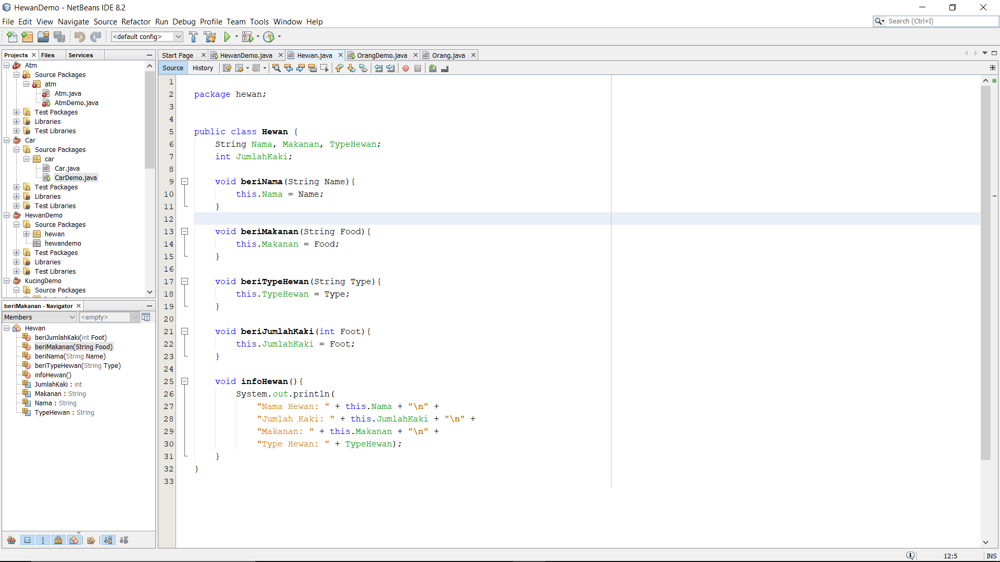 HewanDemo - NetBeans IDE 8.2
File Edit View Navigate Source Refactor Run Debug Profile Team Tools Window Help
Search (Ctrl+I)
<default config>
Projects Files Services
Atm
Source Packages
atm
Atm.java
AtmDemo.java
Test Packages
Libraries
Test Libraries
Car
Source Packages
car
Car.java
CarDemo.java
Test Packages
Libraries
Test Libraries
HewanDemo
Source Packages
hewan
hewandemo
Test Packages
Libraries
Test Libraries
KucingDemo
Source Packages
beriMakanan - Navigator
Members <empty>
Hewan
beriJumlahKaki(int Foot)
beriMakanan(String Food)
beriNama(String Name)
beriTypeHewan(String Type)
infoHewan()
JumlahKaki : int
Makanan : String
Nama : String
TypeHewan : String
Start Page HewanDemo.java Hewan.java OrangDemo.java Orang.java
Source History
1
2 package hewan;
3
4
5 public class Hewan {
6 String Nama, Makanan, TypeHewan;
7 int JumlahKaki;
8
9 void beriNama(String Name){
10 this.Nama = Name;
11 }
12
13 void beriMakanan(String Food){
14 this.Makanan = Food;
15 }
16
17 void beriTypeHewan(String Type){
18 this.TypeHewan = Type;
19 }
20
21 void beriJumlahKaki(int Foot){
22 this.JumlahKaki = Foot;
23 }
24
25 void infoHewan(){
26 System.out.println(
27 "Nama Hewan: " + this.Nama + "\n" +
28 "Jumlah Kaki: " + this.JumlahKaki + "\n" +
29 "Makanan: " + this.Makanan + "\n" +
30 "Type Hewan: " + TypeHewan);
31 }
32 }
33
1 12:5 INS